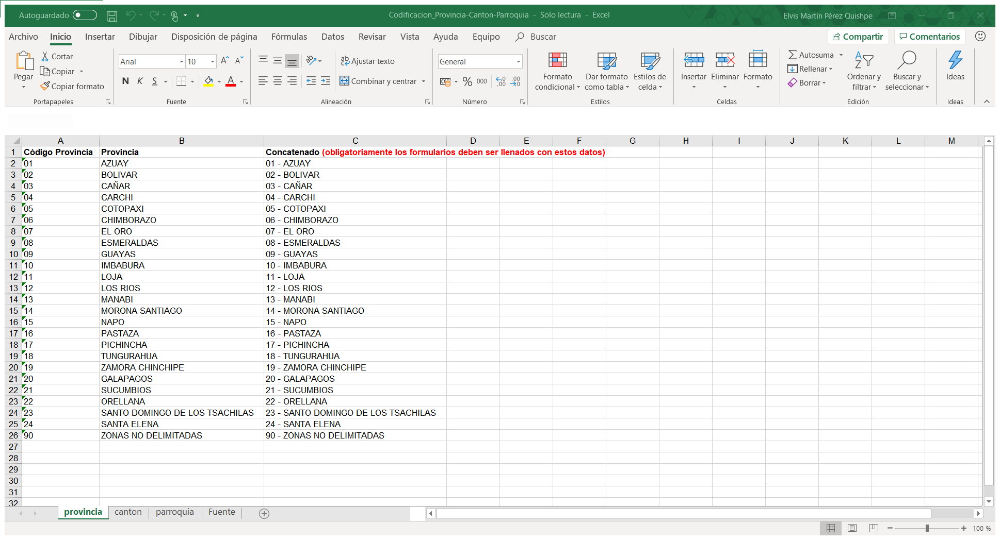 Autoguardado Codificacion_Provincia-Canton-Parroquia - Solo lectura - Excel Elvis Martín Pérez Quishpe
Archivo Inicio Insertar Dibujar Disposición de página Fórmulas Datos Revisar Vista Ayuda Equipo Buscar Compartir Comentarios
Pegar
Cortar
Copiar
Copiar formato
Portapapeles
Arial 10
N K S A
Fuente
Ajustar texto
Combinar y centrar
Alineación
General
% 000
Número
Formato condicional
Dar formato como tabla
Estilos de celda
Estilos
Insertar
Eliminar
Formato
Celdas
Autosuma
Rellenar
Borrar
Ordenar y filtrar
Buscar y seleccionar
Edición
Ideas
Ideas
A B C D E F G H I J K L M
1 Código Provincia Provincia Concatenado (obligatoriamente los formularios deben ser llenados con estos datos)
2 01 AZUAY 01 - AZUAY
3 02 BOLIVAR 02 - BOLIVAR
4 03 CAÑAR 03 - CAÑAR
5 04 CARCHI 04 - CARCHI
6 05 COTOPAXI 05 - COTOPAXI
7 06 CHIMBORAZO 06 - CHIMBORAZO
8 07 EL ORO 07 - EL ORO
9 08 ESMERALDAS 08 - ESMERALDAS
10 09 GUAYAS 09 - GUAYAS
11 10 IMBABURA 10 - IMBABURA
12 11 LOJA 11 - LOJA
13 12 LOS RIOS 12 - LOS RIOS
14 13 MANABI 13 - MANABI
15 14 MORONA SANTIAGO 14 - MORONA SANTIAGO
16 15 NAPO 15 - NAPO
17 16 PASTAZA 16 - PASTAZA
18 17 PICHINCHA 17 - PICHINCHA
19 18 TUNGURAHUA 18 - TUNGURAHUA
20 19 ZAMORA CHINCHIPE 19 - ZAMORA CHINCHIPE
21 20 GALAPAGOS 20 - GALAPAGOS
22 21 SUCUMBIOS 21 - SUCUMBIOS
23 22 ORELLANA 22 - ORELLANA
24 23 SANTO DOMINGO DE LOS TSACHILAS 23 - SANTO DOMINGO DE LOS TSACHILAS
25 24 SANTA ELENA 24 - SANTA ELENA
26 90 ZONAS NO DELIMITADAS 90 - ZONAS NO DELIMITADAS
27
28
29
30
31
32
provincia canton parroquia Fuente
100 %